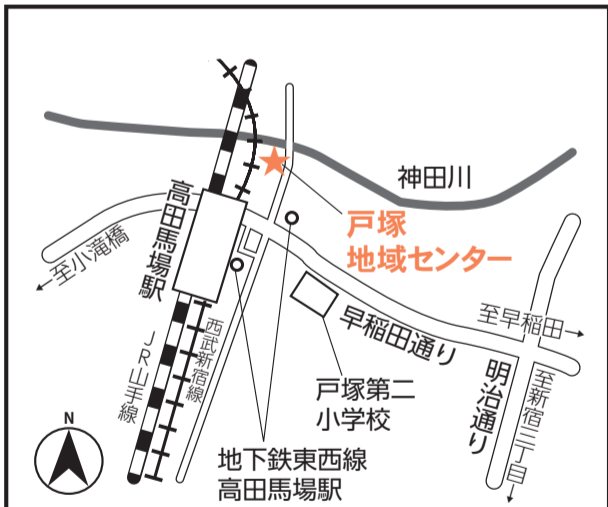 神田川
戸塚
地域センター
高田馬場駅
←至小滝橋
至早稲田→
早稲田通り
西武新宿線
JR山手線
明治通り
至新宿三丁目→
戸塚第二
小学校
地下鉄東西線
高田馬場駅
N